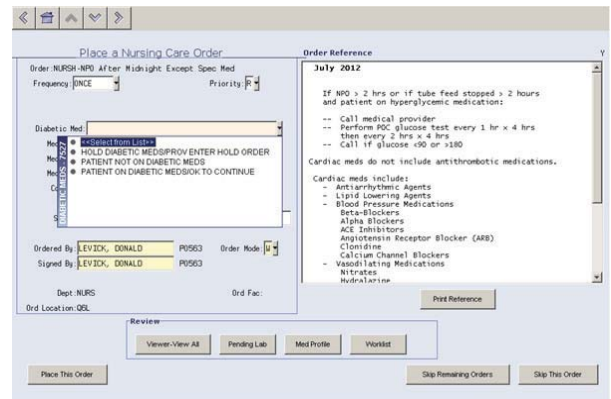 Place a Nursing Care Order
Order:NURSH-NPO After Midnight Except Spec Med
Frequency: ONCE Priority: R
Diabetic Med:
<<Select from List>>
HOLD DIABETIC MEDS/PROV ENTER HOLD ORDER
PATIENT NOT ON DIABETIC MEDS
PATIENT ON DIABETIC MEDS/OK TO CONTINUE
DIABETIC MEDS - 7527
Med
Me
Med
C
S
Ordered By: LEVICK, DONALD P0563 Order Mode: W
Signed By: LEVICK, DONALD P0563
Dept:NURS Ord Fac:
Ord Location:Q6L
Order Reference Y
July 2012
If NPO > 2 hrs or if tube feed stopped > 2 hours
and patient on hyperglycemic medication:
-- Call medical provider
-- Perform POC glucose test every 1 hr x 4 hrs
then every 2 hrs x 4 hrs
-- Call if glucose <90 or >180
Cardiac meds do not include antithrombotic medications.
Cardiac meds include:
- Antiarrhythmic Agents
- Lipid Lowering Agents
- Blood Pressure Medications
Beta-Blockers
Alpha Blockers
ACE Inhibitors
Angiotensin Receptor Blocker (ARB)
Clonidine
Calcium Channel Blockers
- Vasodilating Medications
Nitrates
Hydralazine
Print Reference
Review
Viewer-View All Pending Lab Med Profile Worklist
Place This Order Skip Remaining Orders Skip This Order